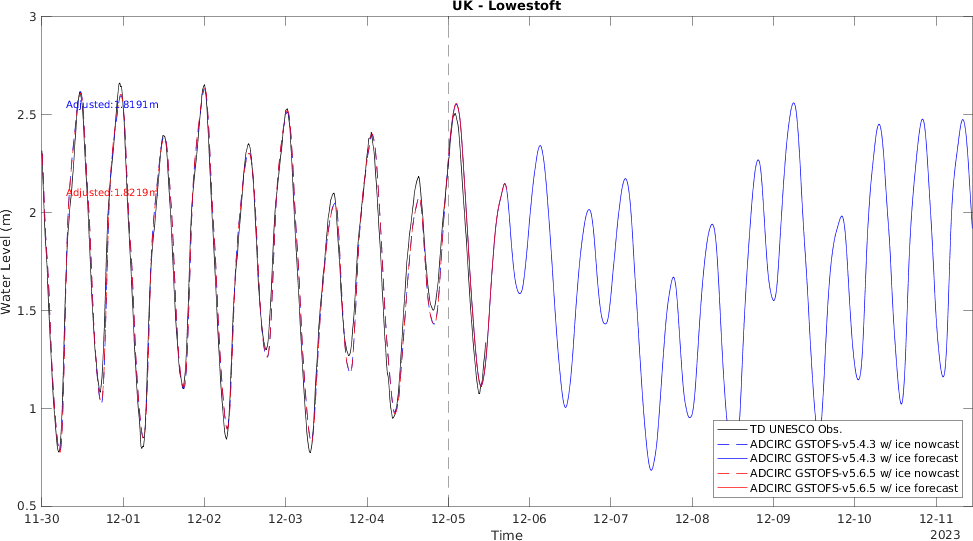 UK - Lowestoft
3
2.5
2
1.5
1
0.5
Water Level (m)
Adjusted:1.8191m
Adjusted:1.8219m
TD UNESCO Obs.
ADCIRC GSTOFS-v5.4.3 w/ ice nowcast
ADCIRC GSTOFS-v5.4.3 w/ ice forecast
ADCIRC GSTOFS-v5.6.5 w/ ice nowcast
ADCIRC GSTOFS-v5.6.5 w/ ice forecast
11-30 12-01 12-02 12-03 12-04 12-05 12-06 12-07 12-08 12-09 12-10 12-11
2023
Time